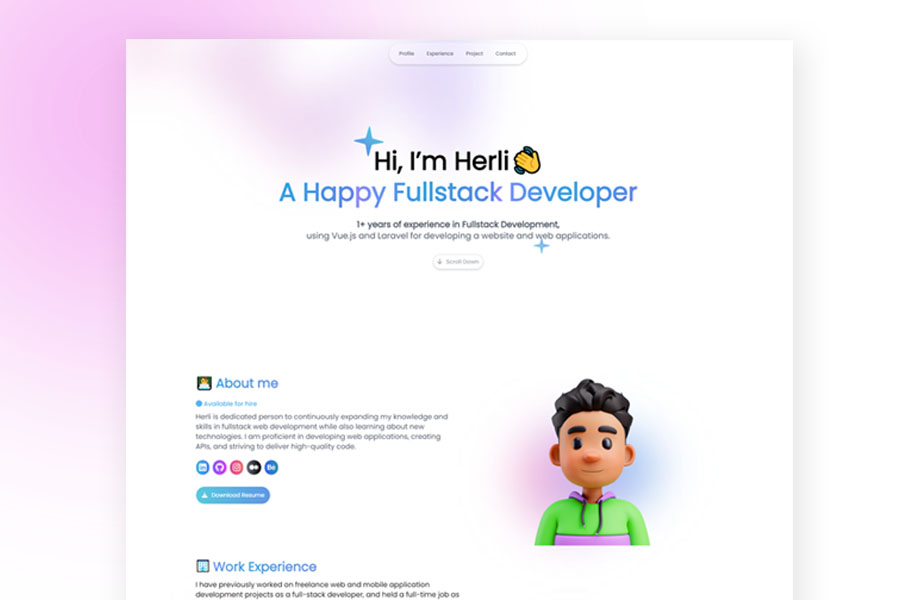 Profile Experience Project Contact
Hi, I'm Herli
A Happy Fullstack Developer
1+ years of experience in Fullstack Development,
using Vue.js and Laravel for developing a website and web applications.
Scroll Down
About me
Available for hire
Herli is dedicated person to continuously expanding my knowledge and
skills in fullstack web development while also learning about new
technologies. I am proficient in developing web applications, creating
APIs, and striving to deliver high-quality code.
in
Bē
Download Resume
Work Experience
I have previously worked on freelance web and mobile application
development projects as a full-stack developer, and held a full-time job as